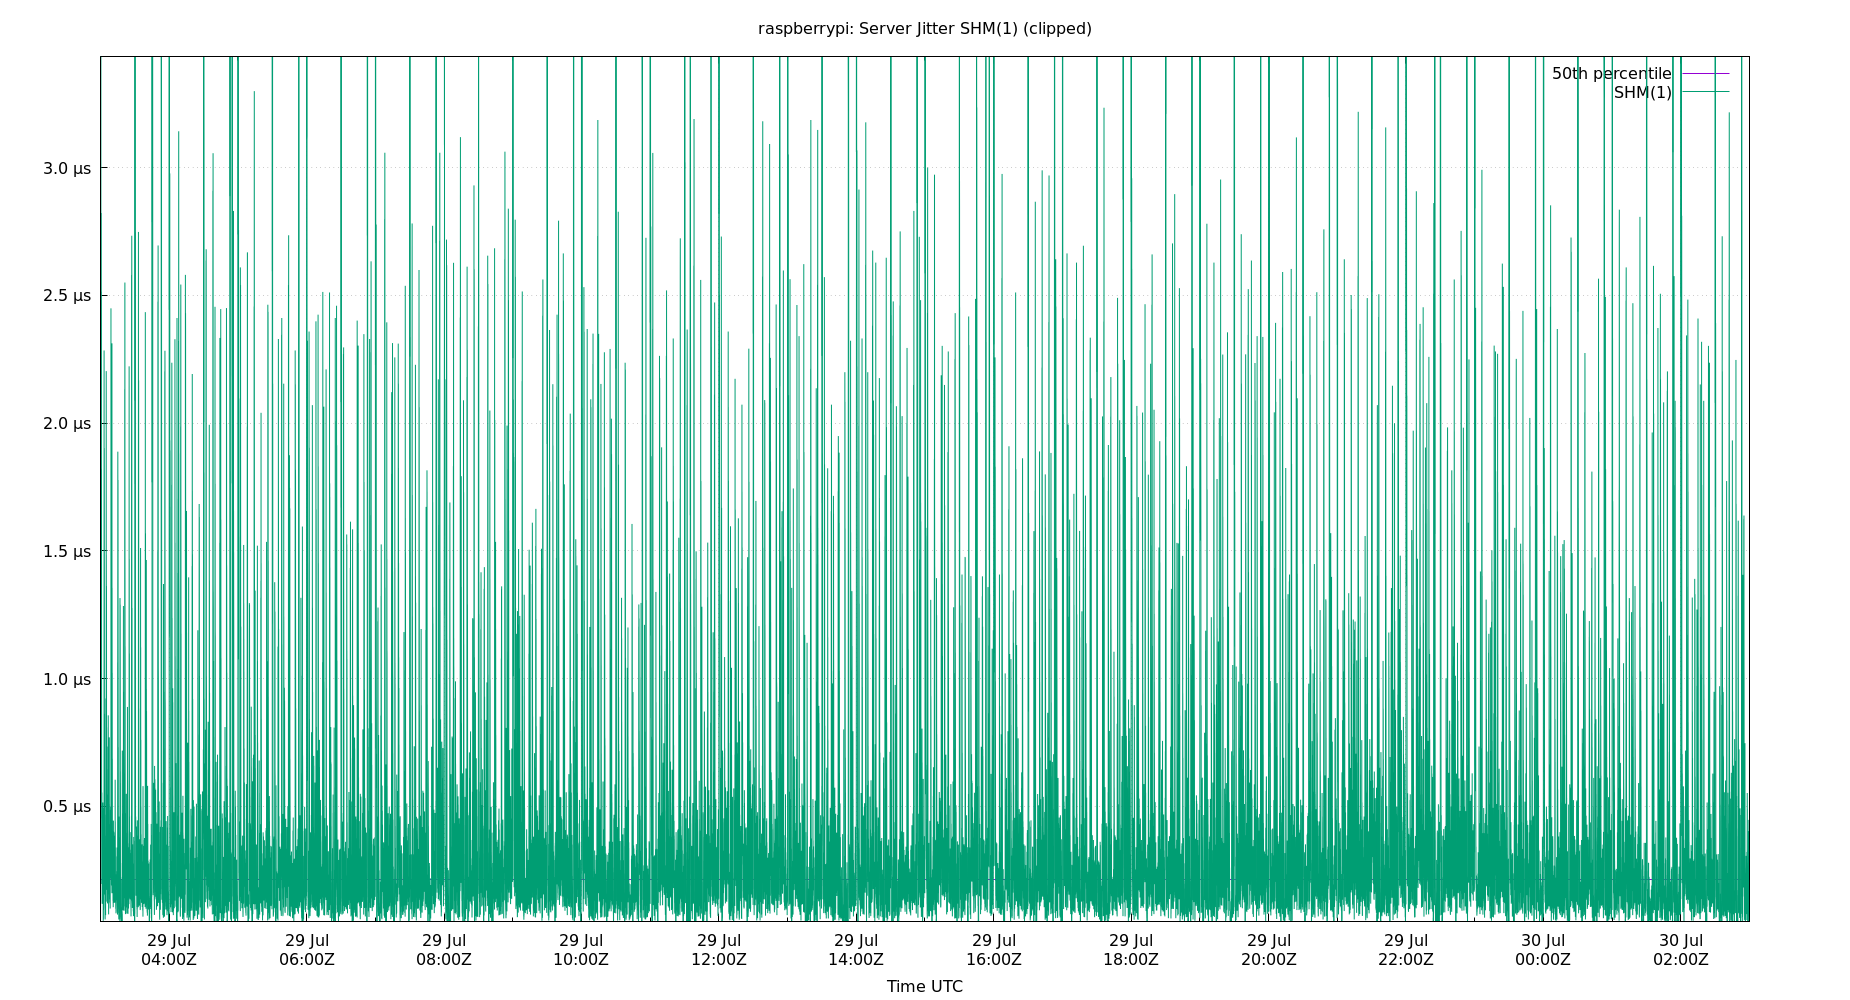 raspberrypi: Server Jitter SHM(1) (clipped)
50th percentile
SHM(1)
3.0 µs
2.5 µs
2.0 µs
1.5 µs
1.0 µs
0.5 µs
29 Jul 29 Jul 29 Jul 29 Jul 29 Jul 29 Jul 29 Jul 29 Jul 29 Jul 29 Jul 30 Jul 30 Jul
04:00Z 06:00Z 08:00Z 10:00Z 12:00Z 14:00Z 16:00Z 18:00Z 20:00Z 22:00Z 00:00Z 02:00Z
Time UTC